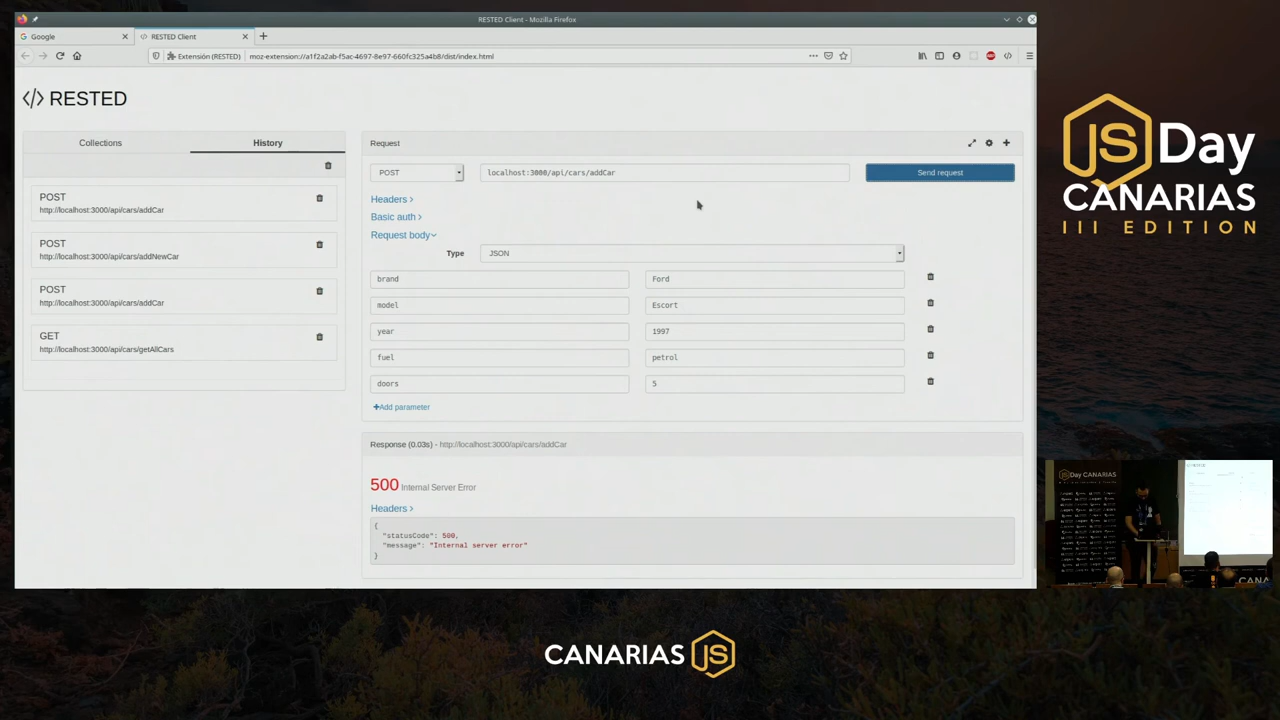 RESTED Client - Mozilla Firefox
Google
RESTED Client
Extensión (RESTED)
moz-extension://a1f2a2ab-f5ac-4697-8e97-660fc325a4b8/dist/index.html
</> RESTED
Collections
History
POST
http://localhost:3000/api/cars/addCar
POST
http://localhost:3000/api/cars/addNewCar
POST
http://localhost:3000/api/cars/addCar
GET
http://localhost:3000/api/cars/getAllCars
Request
POST
localhost:3000/api/cars/addCar
Send request
Headers >
Basic auth >
Request body
Type
JSON
brand
Ford
model
Escort
year
1997
fuel
petrol
doors
5
+Add parameter
Response (0.03s) - http://localhost:3000/api/cars/addCar
500 Internal Server Error
Headers >
{
"statusCode": 500,
"message": "Internal server error"
}
JS Day
CANARIAS
III EDITION
JS Day CANARIAS
CANARIAS JS